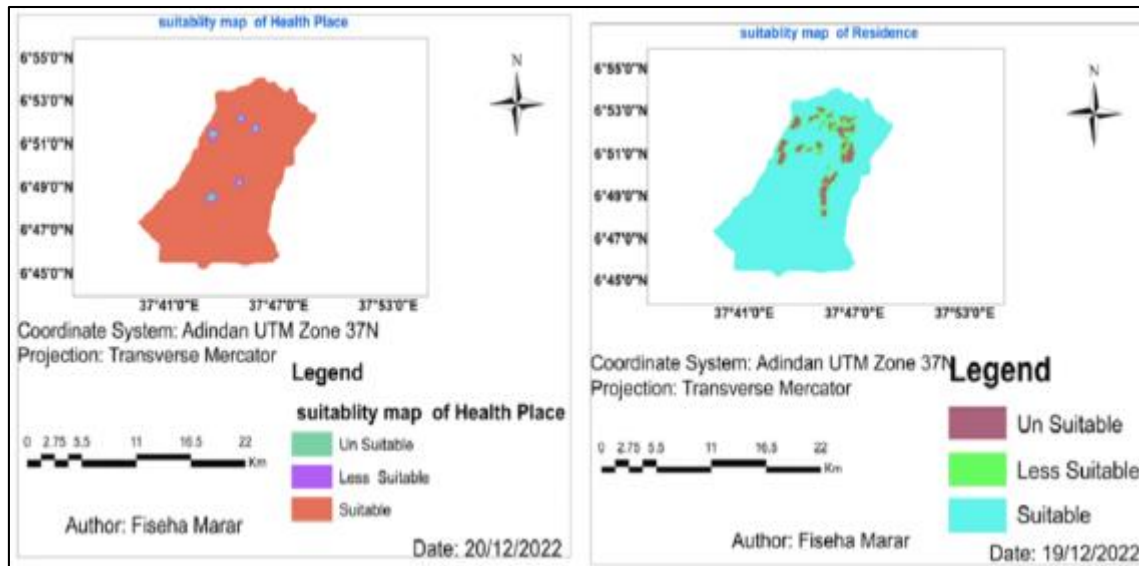 suitablity map of Health Place
N
6°55'0"N
6°53'0"N
6°51'0"N
6°49'0"N
6°47'0"N
6°45'0"N
37°41'0"E 37°47'0"E 37°53'0"E
Coordinate System: Adindan UTM Zone 37N
Projection: Transverse Mercator
Legend
suitablity map of Health Place
Un Suitable
Less Suitable
Suitable
0 2.75 5.5 11 16.5 22
Km
Author: Fiseha Marar
Date: 20/12/2022
suitablity map of Residence
N
6°55'0"N
6°53'0"N
6°51'0"N
6°49'0"N
6°47'0"N
6°45'0"N
37°41'0"E 37°47'0"E 37°53'0"E
Coordinate System: Adindan UTM Zone 37N
Projection: Transverse Mercator
Legend
Un Suitable
Less Suitable
Suitable
0 2.75 5.5 11 16.5 22
Km
Author: Fiseha Marar
Date: 19/12/2022